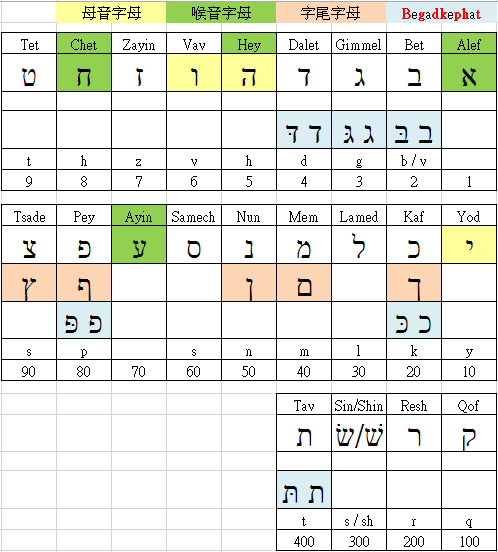 母音字母 喉音字母 字尾字母 Begadkephat
Tet Chet Zayin Vav Hey Dalet Gimmel Bet Alef
א ב ג ד ה ו ז ח ט
ב בּ ג גּ ד דּ
t h z v h d g b / v
9 8 7 6 5 4 3 2 1
Tsade Pey Ayin Samech Nun Mem Lamed Kaf Yod
י כ ל מ נ ס ע פ צ
ך ם ן ף ץ
כ כּ פ פּ
s p s n m l k y
90 80 70 60 50 40 30 20 10
Tav Sin/Shin Resh Qof
ק ר שׁ/שׂ ת
ת תּ
t s / sh r q
400 300 200 100